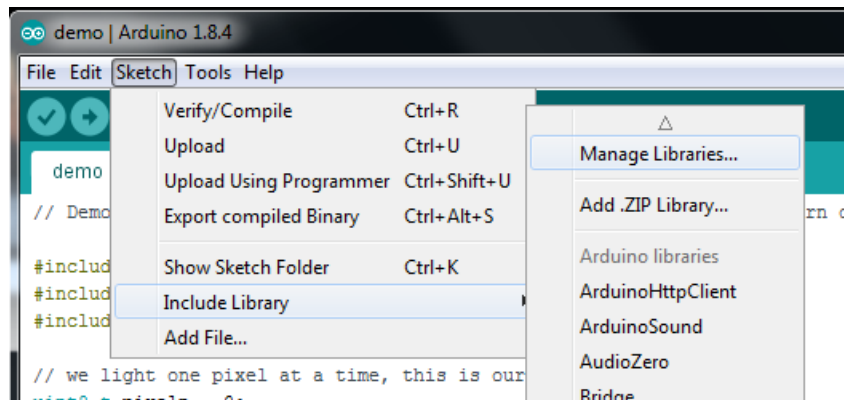 demo | Arduino 1.8.4
File Edit Sketch Tools Help
Verify/Compile Ctrl+R
Upload Ctrl+U
Upload Using Programmer Ctrl+Shift+U
Export compiled Binary Ctrl+Alt+S
Show Sketch Folder Ctrl+K
Include Library
Add File...
Manage Libraries...
Add .ZIP Library...
Arduino libraries
ArduinoHttpClient
ArduinoSound
AudioZero
Bridge
demo
// Demo
#includ
#includ
#includ
// we light one pixel at a time, this is our